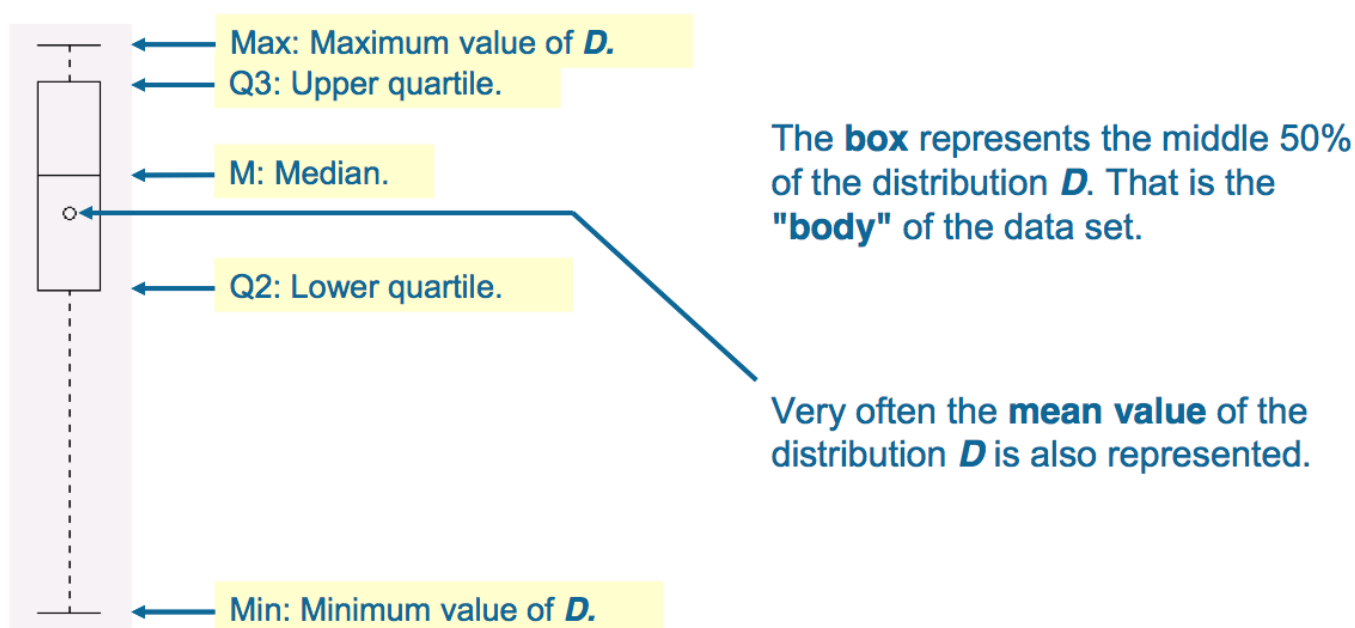 Max: Maximum value of D.
Q3: Upper quartile.
The box represents the middle 50%
of the distribution D. That is the
"body" of the data set.
M: Median.
Q2: Lower quartile.
Very often the mean value of the
distribution D is also represented.
Min: Minimum value of D.